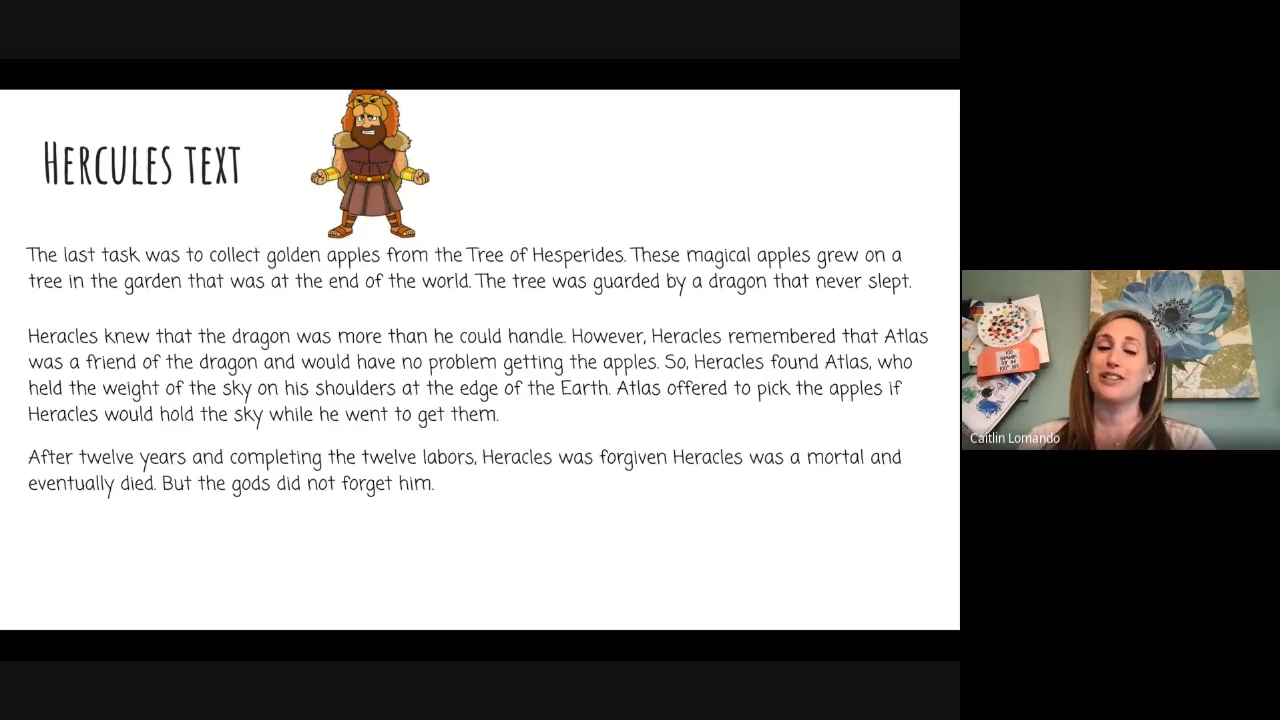 HERCULES TEXT
The last task was to collect golden apples from the Tree of Hesperides. These magical apples grew on a
tree in the garden that was at the end of the world. The tree was guarded by a dragon that never slept.
Heracles knew that the dragon was more than he could handle. However, Heracles remembered that Atlas
was a friend of the dragon and would have no problem getting the apples. So, Heracles found Atlas, who
held the weight of the sky on his shoulders at the edge of the Earth. Atlas offered to pick the apples if
Heracles would hold the sky while he went to get them.
After twelve years and completing the twelve labors, Heracles was forgiven Heracles was a mortal and
eventually died. But the gods did not forget him.
100
100th
Caitlin Lomando